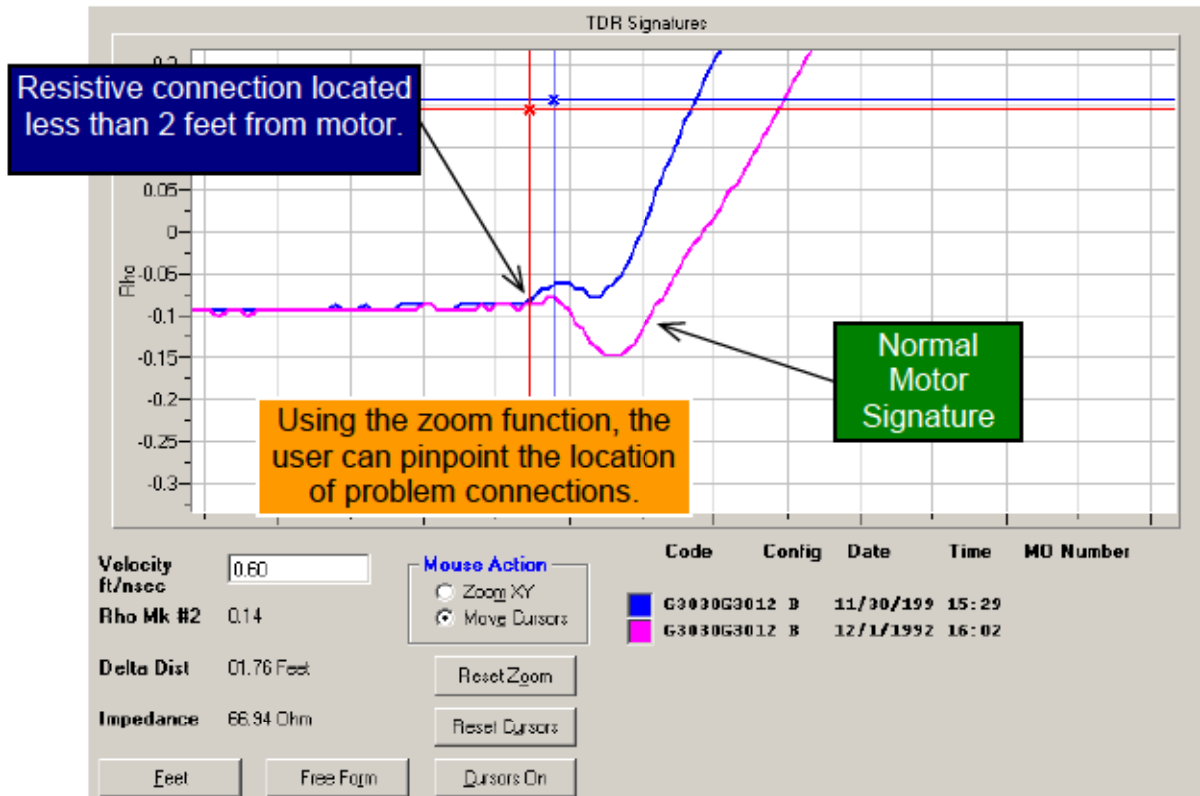 TDR Signatures
Resistive connection located
less than 2 feet from motor.
0.05
0
-0.05
-0.1
-0.15
-0.2
-0.25
-0.3
Rho
Normal
Motor
Signature
Using the zoom function, the
user can pinpoint the location
of problem connections.
Velocity
ft/nsec
0.60
Rho Mk #2 0.14
Delta Dist 01.76 Feet
Impedance 66.94 Ohm
Feet
Free Form
Mouse Action
Zoom XY
Move Cursors
Reset Zoom
Reset Cursors
Cursors On
Code Config Date Time MO Number
G3030G3012 B 11/30/199 15:29
G3030G3012 B 12/1/1992 16:02